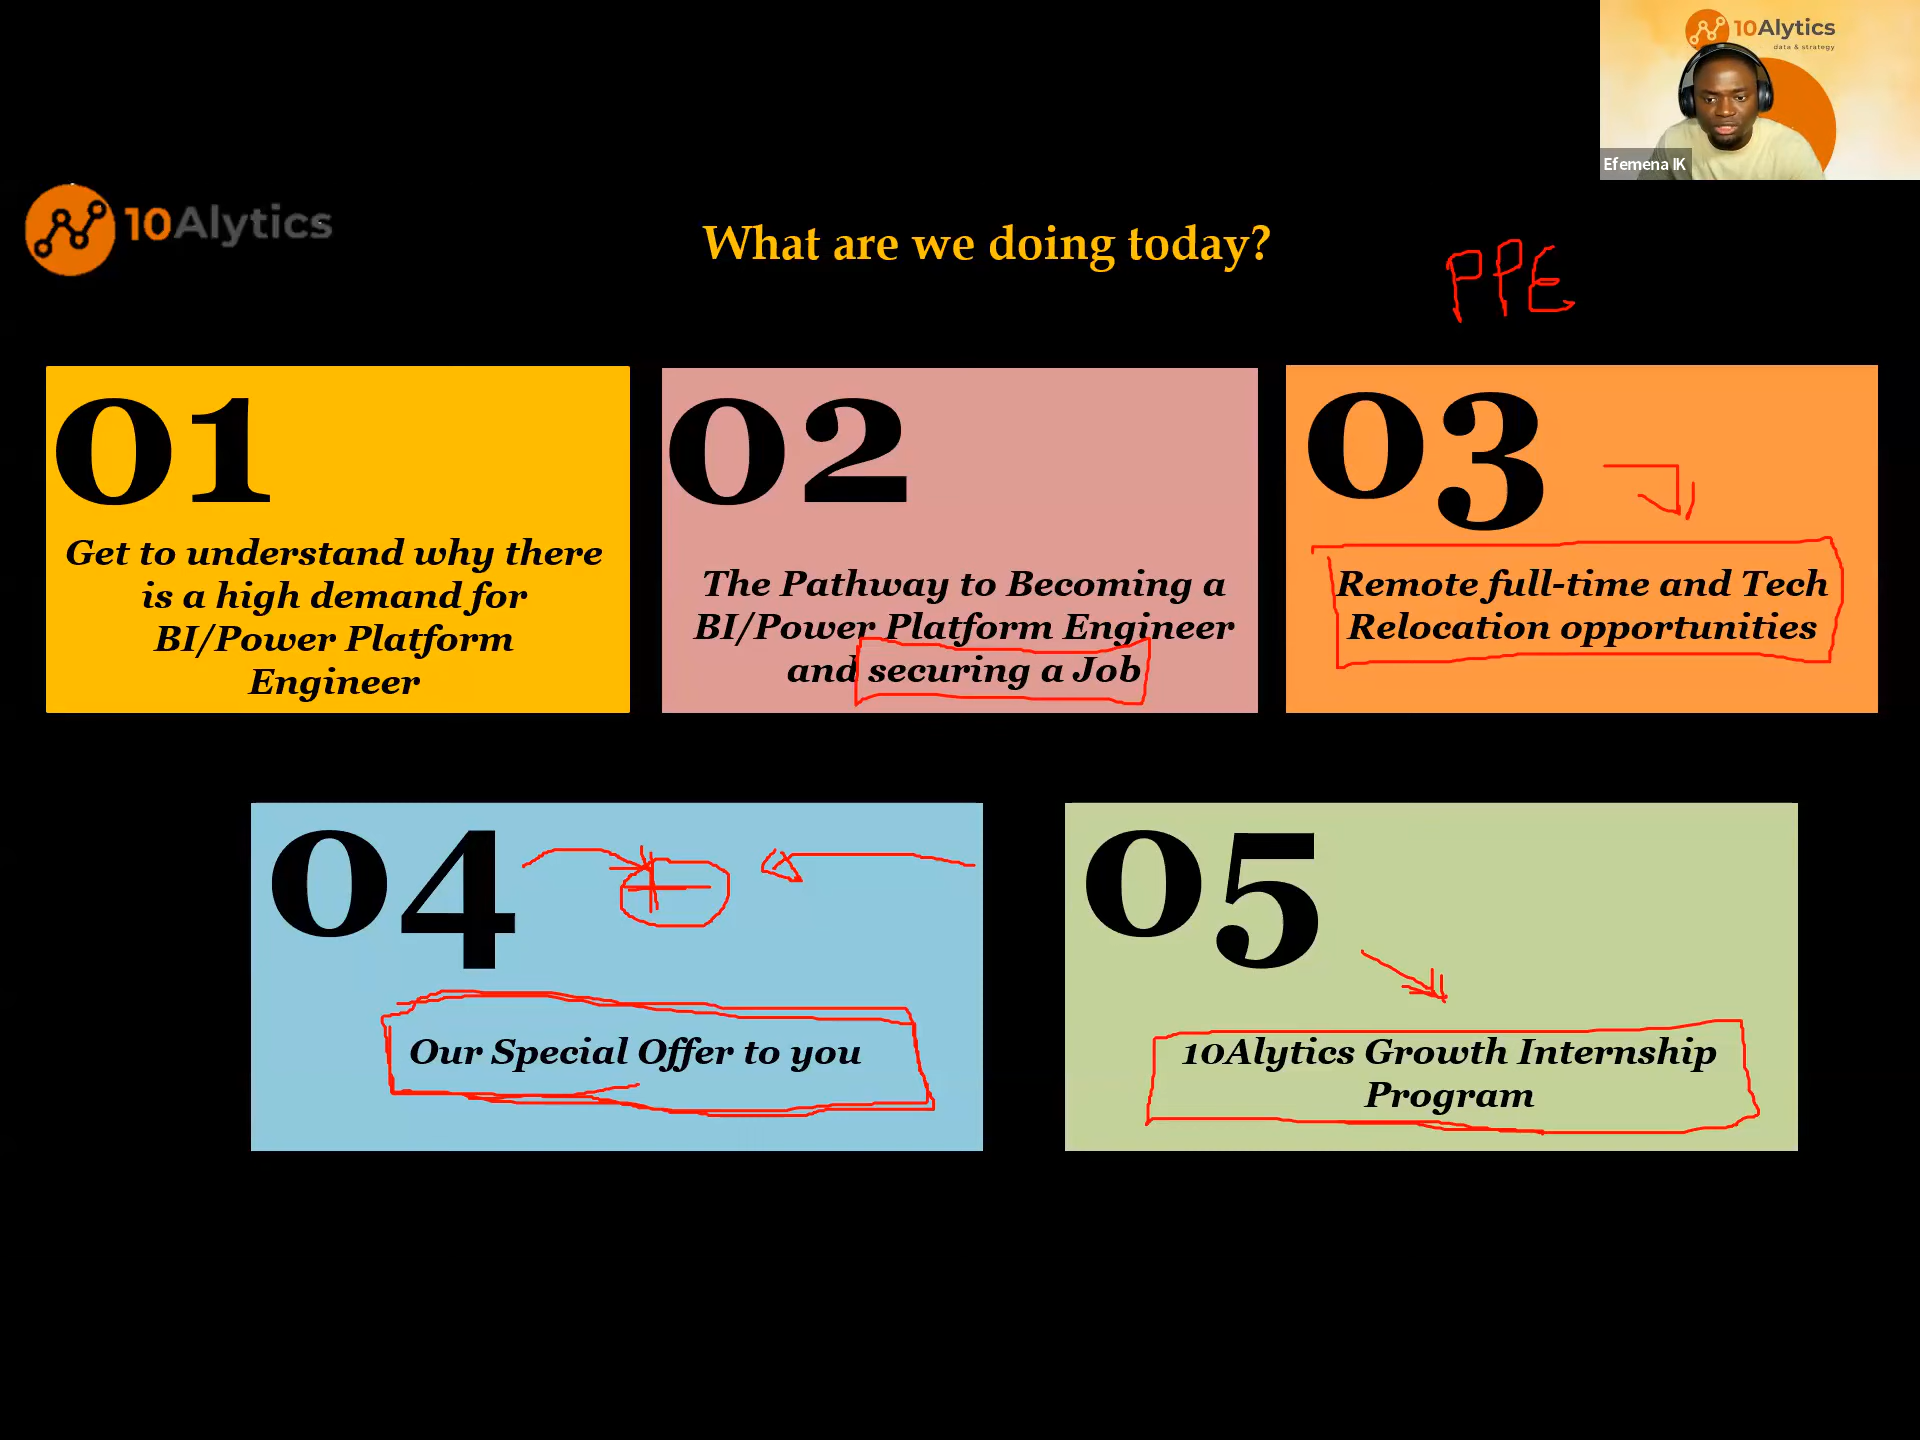 10Alytics
data & strategy
Efemena IK
10Alytics
What are we doing today?
PPE
01
Get to understand why there
is a high demand for
BI/Power Platform
Engineer
02
The Pathway to Becoming a
BI/Power Platform Engineer
and securing a Job
03
Remote full-time and Tech
Relocation opportunities
04
Our Special Offer to you
05
10Alytics Growth Internship
Program